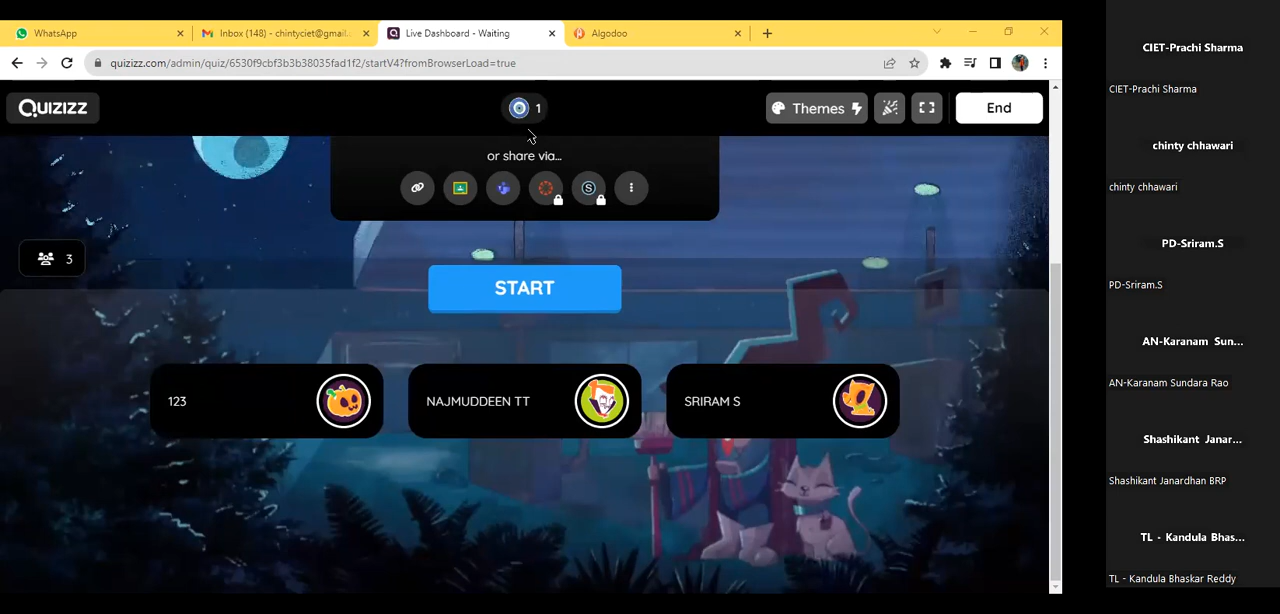 WhatsApp
Inbox (148) - chintyciet@gmail.
Live Dashboard - Waiting
Algodoo
quizizz.com/admin/quiz/6530f9cbf3b3b38035fad1f2/startV4?fromBrowserLoad=true
QUIZIZZ
1
Themes
End
or share via...
S
3
START
123
NAJMUDDEEN TT
SRIRAM S
CIET-Prachi Sharma
CIET-Prachi Sharma
chinty chhawari
chinty chhawari
PD-Sriram.S
PD-Sriram.S
AN-Karanam Sun...
AN-Karanam Sundara Rao
Shashikant Janar...
Shashikant Janardhan BRP
TL - Kandula Bhas...
TL - Kandula Bhaskar Reddy